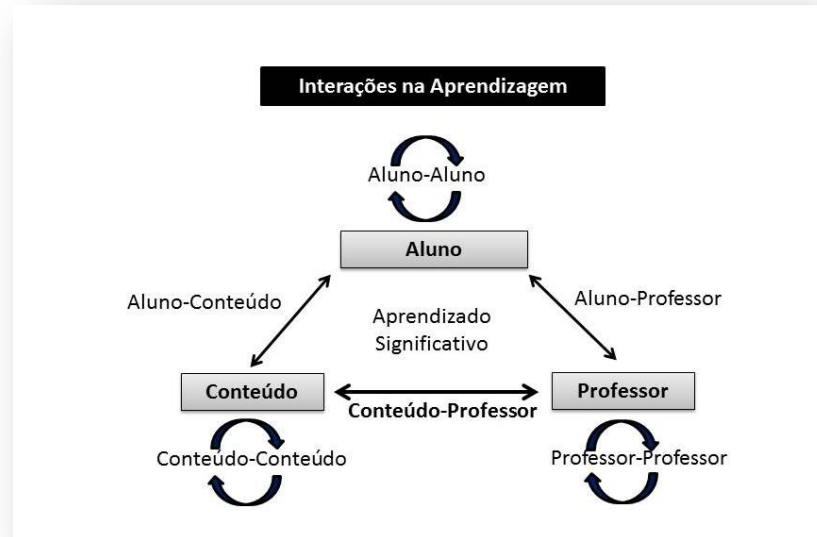 Interações na Aprendizagem
Aluno-Aluno
Aluno
Aluno-Conteúdo
Aluno-Professor
Aprendizado
Significativo
Conteúdo
Professor
Conteúdo-Professor
Conteúdo-Conteúdo
Professor-Professor